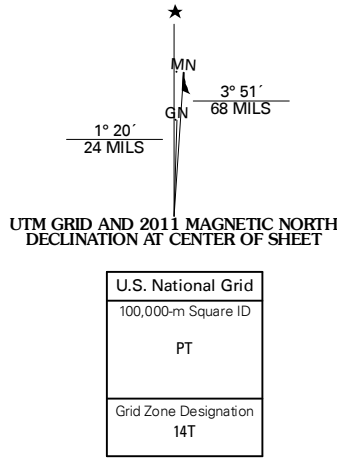 ★
MN
GN
3° 51´
68 MILS
1° 20´
24 MILS
UTM GRID AND 2011 MAGNETIC NORTH
DECLINATION AT CENTER OF SHEET
U.S. National Grid
100,000-m Square ID
PT
Grid Zone Designation
14T